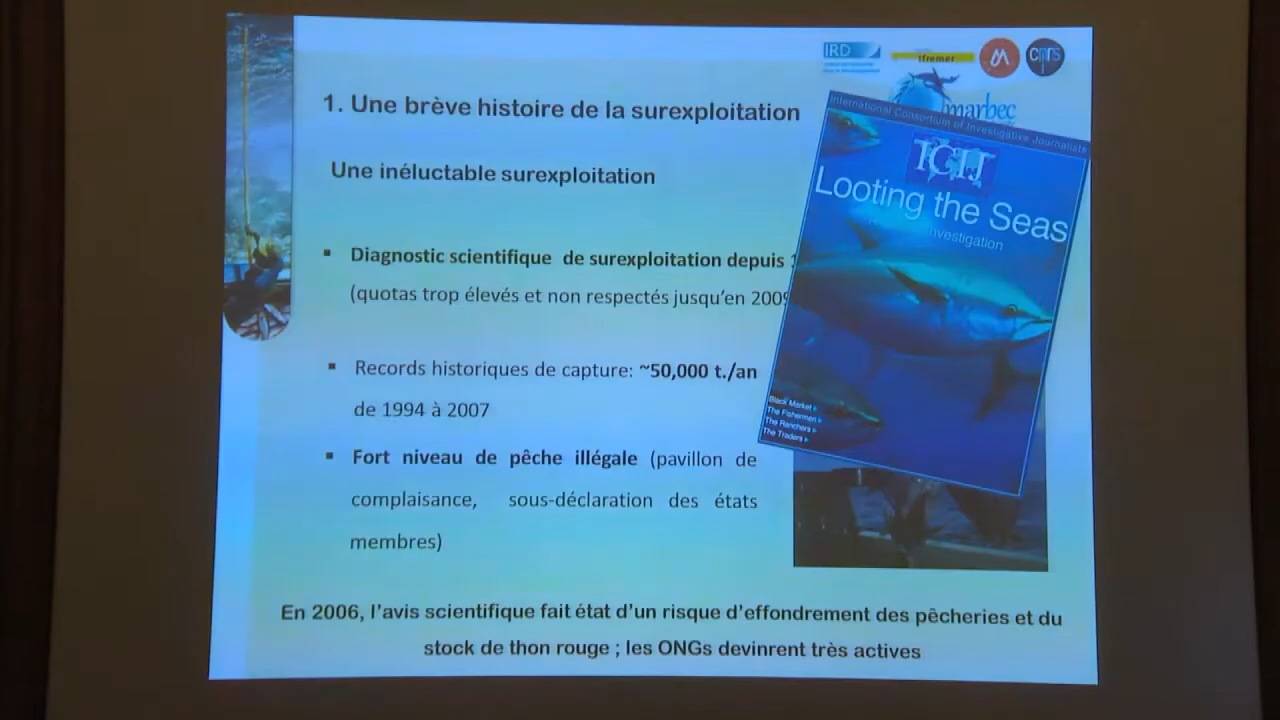 IRD
ifremer
cnrs
marbec
1. Une brève histoire de la surexploitation
Une inéluctable surexploitation
▪ Diagnostic scientifique de surexploitation depuis
(quotas trop élevés et non respectés jusqu'en 2009
▪ Records historiques de capture: ~50,000 t./an
de 1994 à 2007
▪ Fort niveau de pêche illégale (pavillon de
complaisance, sous-déclaration des états
membres)
International Consortium of Investigative Journalists
ICIJ
Looting the Seas
investigation
Black Market
The Fishermen
The Ranchers
The Traders
En 2006, l'avis scientifique fait état d'un risque d'effondrement des pêcheries et du
stock de thon rouge ; les ONGs devinrent très actives